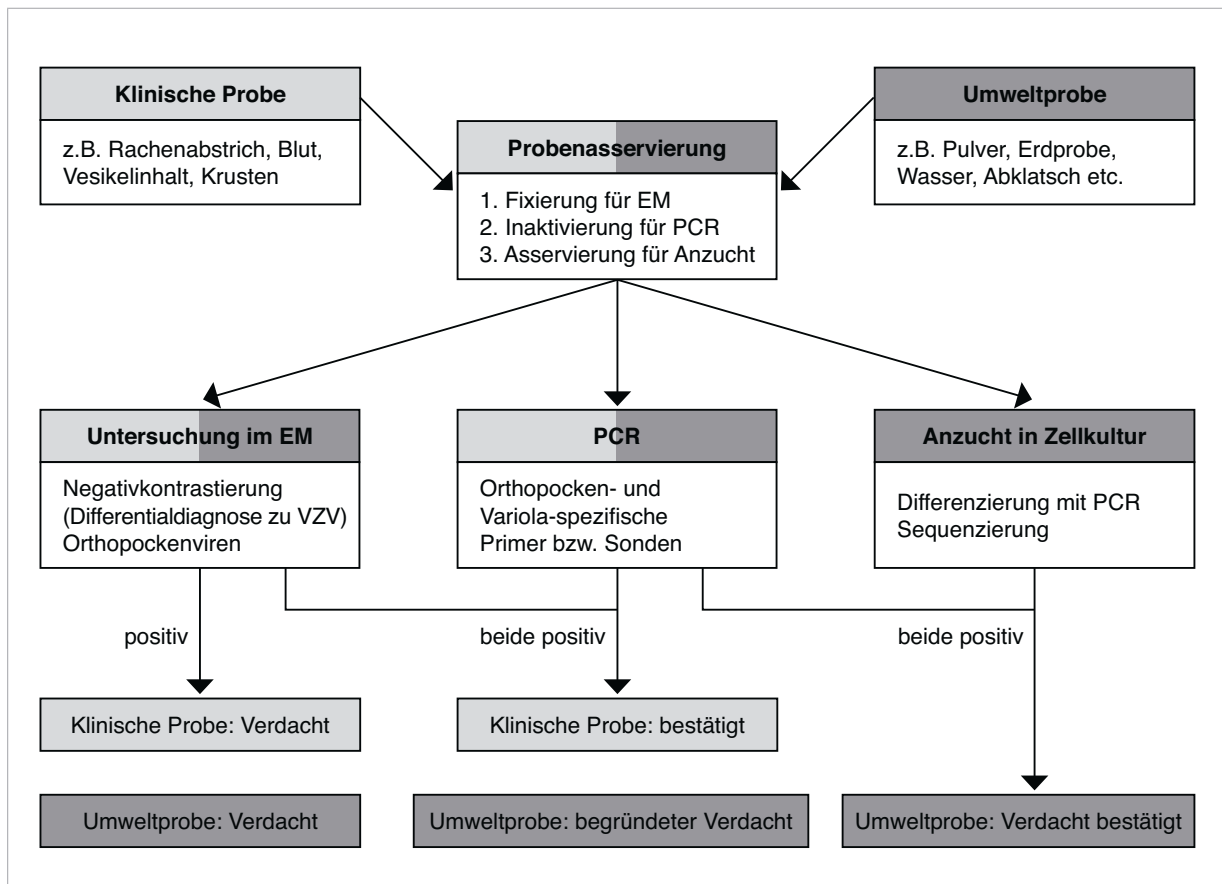 Klinische Probe
z.B. Rachenabstrich, Blut,
Vesikelinhalt, Krusten
Umweltprobe
z.B. Pulver, Erdprobe,
Wasser, Abklatsch etc.
Probenasservierung
1. Fixierung für EM
2. Inaktivierung für PCR
3. Asservierung für Anzucht
Untersuchung im EM
Negativkontrastierung
(Differentialdiagnose zu VZV)
Orthopockenviren
PCR
Orthopocken- und
Variola-spezifische
Primer bzw. Sonden
Anzucht in Zellkultur
Differenzierung mit PCR
Sequenzierung
positiv
beide positiv
beide positiv
Klinische Probe: Verdacht
Klinische Probe: bestätigt
Umweltprobe: Verdacht
Umweltprobe: begründeter Verdacht
Umweltprobe: Verdacht bestätigt